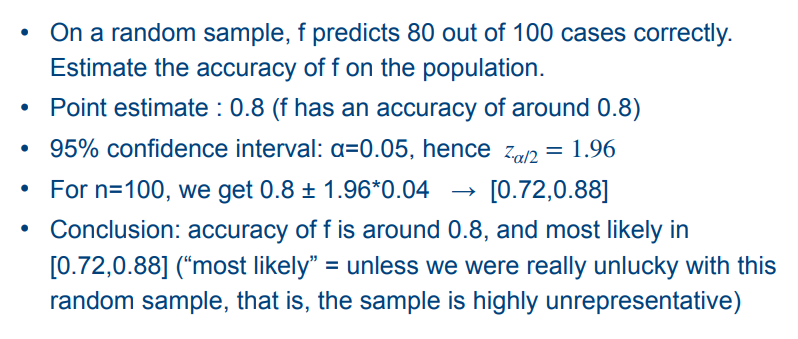 • On a random sample, f predicts 80 out of 100 cases correctly.
Estimate the accuracy of f on the population.
• Point estimate : 0.8 (f has an accuracy of around 0.8)
• 95% confidence interval: α=0.05, hence z_{α/2} = 1.96
• For n=100, we get 0.8 ± 1.96*0.04 → [0.72,0.88]
• Conclusion: accuracy of f is around 0.8, and most likely in
[0.72,0.88] (“most likely” = unless we were really unlucky with this
random sample, that is, the sample is highly unrepresentative)